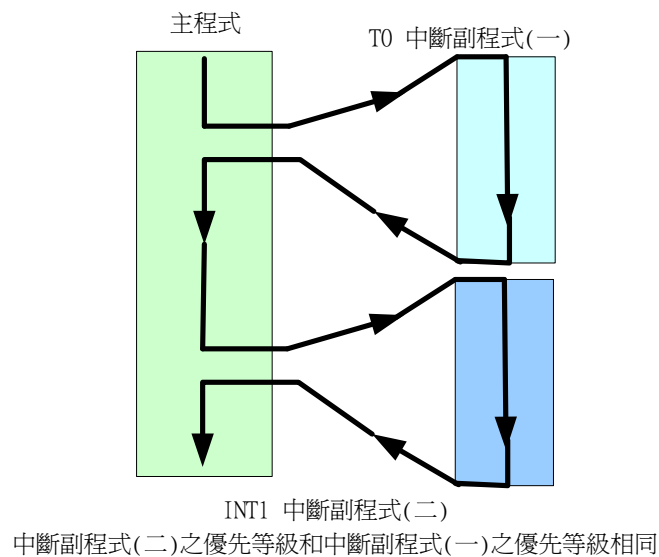 主程式
T0 中斷副程式(一)
INT1 中斷副程式(二)
中斷副程式(二)之優先等級和中斷副程式(一)之優先等級相同